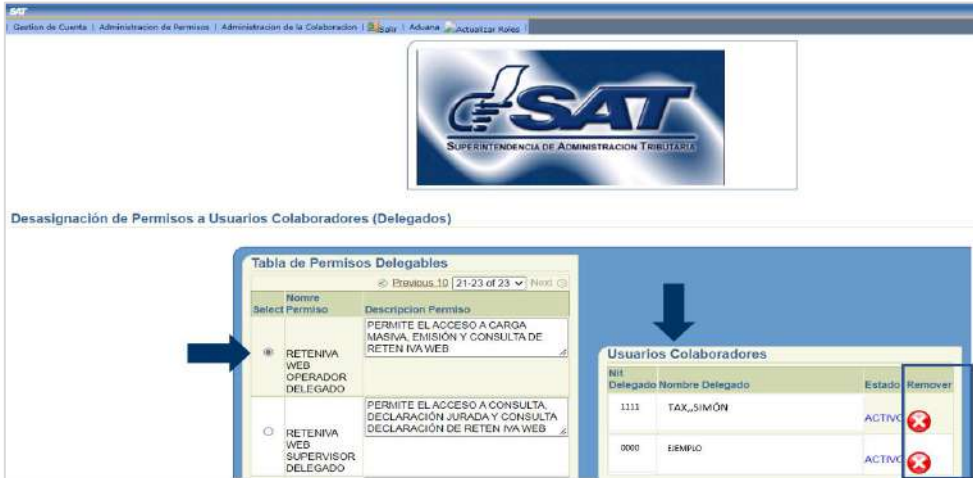 SAT
| Gestion de Cuenta | Administracion de Permisos | Administracion de la Colaboracion | Salir | Aduana Actualizar Roles |
SAT
SUPERINTENDENCIA DE ADMINISTRACION TRIBUTARIA
Desasignación de Permisos a Usuarios Colaboradores (Delegados)
Tabla de Permisos Delegables
Previous 10 21-23 of 23 Next
Select Nomre Permiso Descripcion Permiso
PERMITE EL ACCESO A CARGA
MASIVA, EMISIÓN Y CONSULTA DE
RETEN IVA WEB
RETENIVA
WEB
OPERADOR
DELEGADO
PERMITE EL ACCESO A CONSULTA,
DECLARACIÓN JURADA Y CONSULTA
DECLARACIÓN DE RETEN IVA WEB
RETENIVA
WEB
SUPERVISOR
DELEGADO
Usuarios Colaboradores
Nit
Delegado Nombre Delegado Estado Remover
1111 TAX,,SIMÓN ACTIVO
0000 EJEMPLO ACTIVO